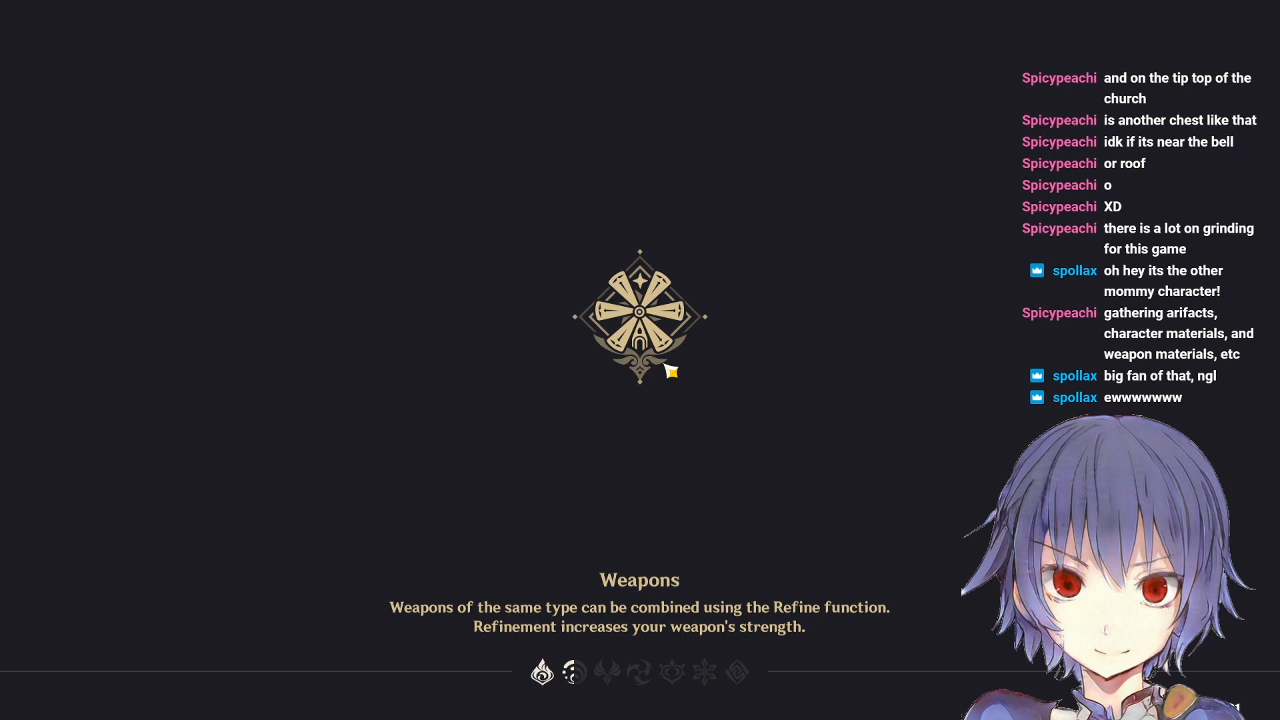 Spicypeachi and on the tip top of the
church
Spicypeachi is another chest like that
Spicypeachi idk if its near the bell
Spicypeachi or roof
Spicypeachi o
Spicypeachi XD
Spicypeachi there is a lot on grinding
for this game
spollax oh hey its the other
mommy character!
Spicypeachi gathering arifacts,
character materials, and
weapon materials, etc
spollax big fan of that, ngl
spollax ewwwwwww
Weapons
Weapons of the same type can be combined using the Refine function.
Refinement increases your weapon's strength.